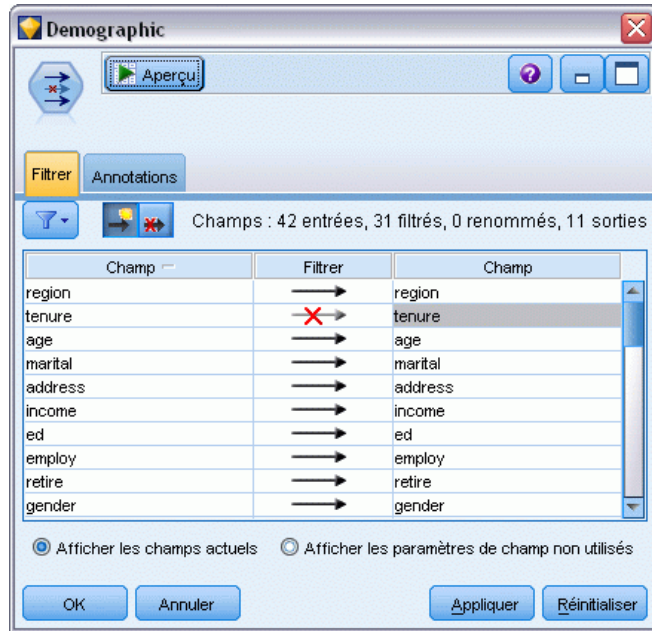 Demographic
Aperçu
Filtrer Annotations
Champs : 42 entrées, 31 filtrés, 0 renommés, 11 sorties
Champ Filtrer Champ
region region
tenure tenure
age age
marital marital
address address
income income
ed ed
employ employ
retire retire
gender gender
Afficher les champs actuels Afficher les paramètres de champ non utilisés
OK Annuler Appliquer Réinitialiser